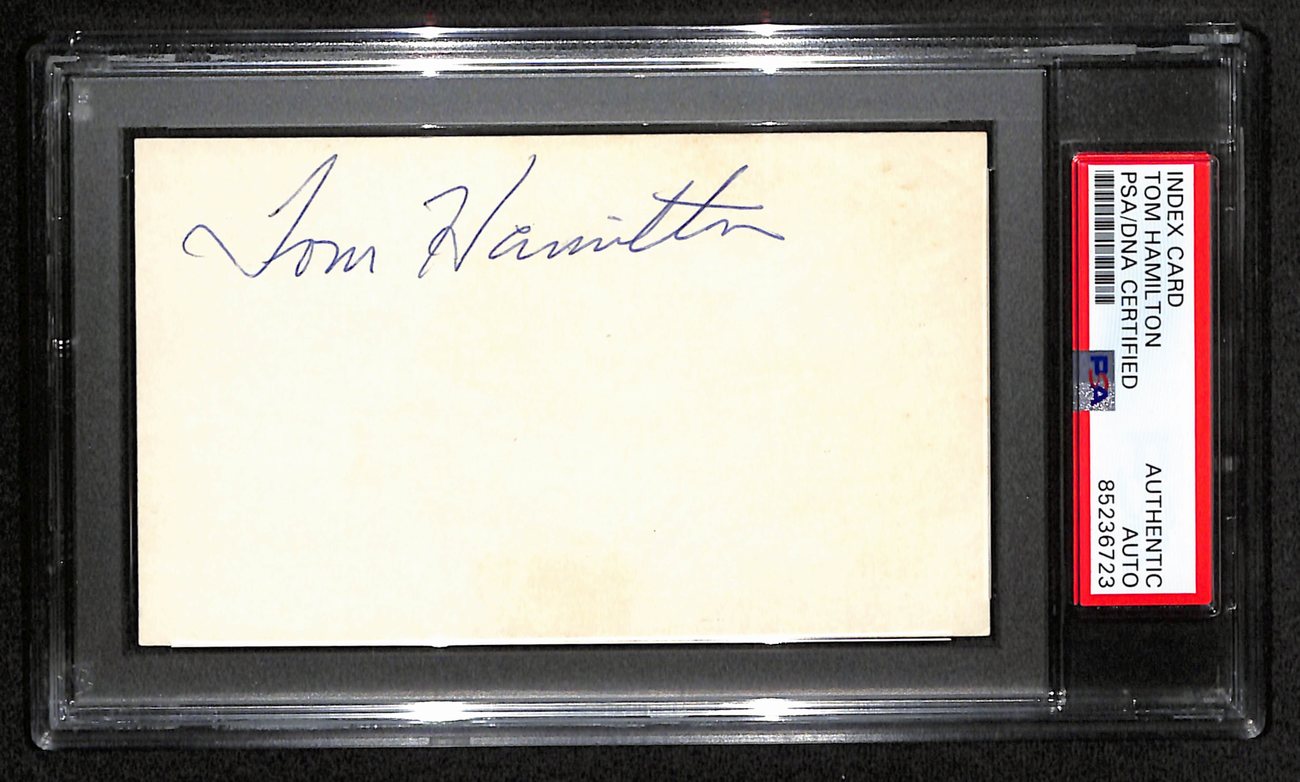 Tom Hamilton
INDEX CARD
TOM HAMILTON
PSA/DNA CERTIFIED
AUTHENTIC
AUTO
85236723
PSA